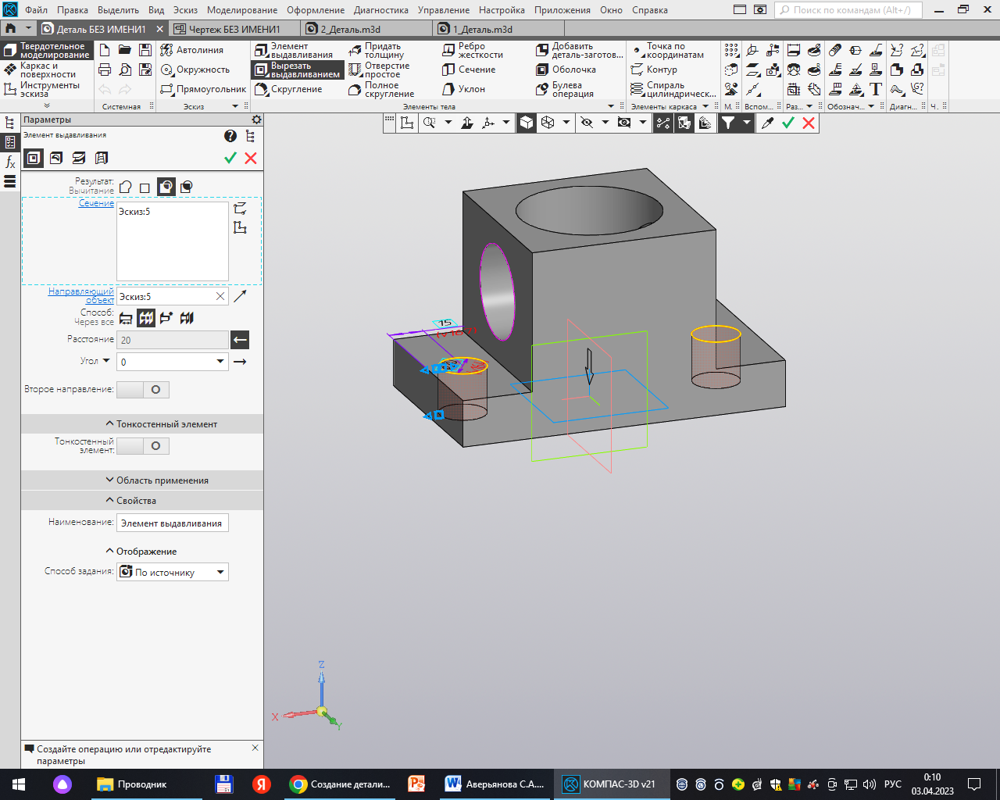 Файл Правка Выделить Вид Эскиз Моделирование Оформление Диагностика Управление Настройка Приложения Окно Справка
Поиск по командам (Alt+/)
Деталь БЕЗ ИМЕНИ1
Чертеж БЕЗ ИМЕНИ1
2_Деталь.m3d
1_Деталь.m3d
Твердотельное моделирование
Каркас и поверхности
Инструменты эскиза
Системная
Автолиния
Окружность
Прямоугольник
Эскиз
Элемент выдавливания
Вырезать выдавливанием
Скругление
Придать толщину
Отверстие простое
Полное скругление
Ребро жесткости
Сечение
Уклон
Добавить деталь-заготов...
Оболочка
Булева операция
Элементы тела
Точка по координатам
Контур
Спираль цилиндрическ...
Элементы каркаса
М.
Вспом...
Раз...
Обознач...
Диагн...
Ч.
Параметры
Элемент выдавливания
Результат:
Вычитание
Сечение
Эскиз:5
Направляющий объект
Эскиз:5
Способ:
Через все
Расстояние
20
Угол
0
Второе направление:
Тонкостенный элемент
Тонкостенный элемент:
Область применения
Свойства
Наименование:
Элемент выдавливания
Отображение
Способ задания:
По источнику
Создайте операцию или отредактируйте параметры
15
Z
X
Y
Проводник
Создание детали...
Аверьянова С.А....
КОМПАС-3D v21
РУС
0:10
03.04.2023